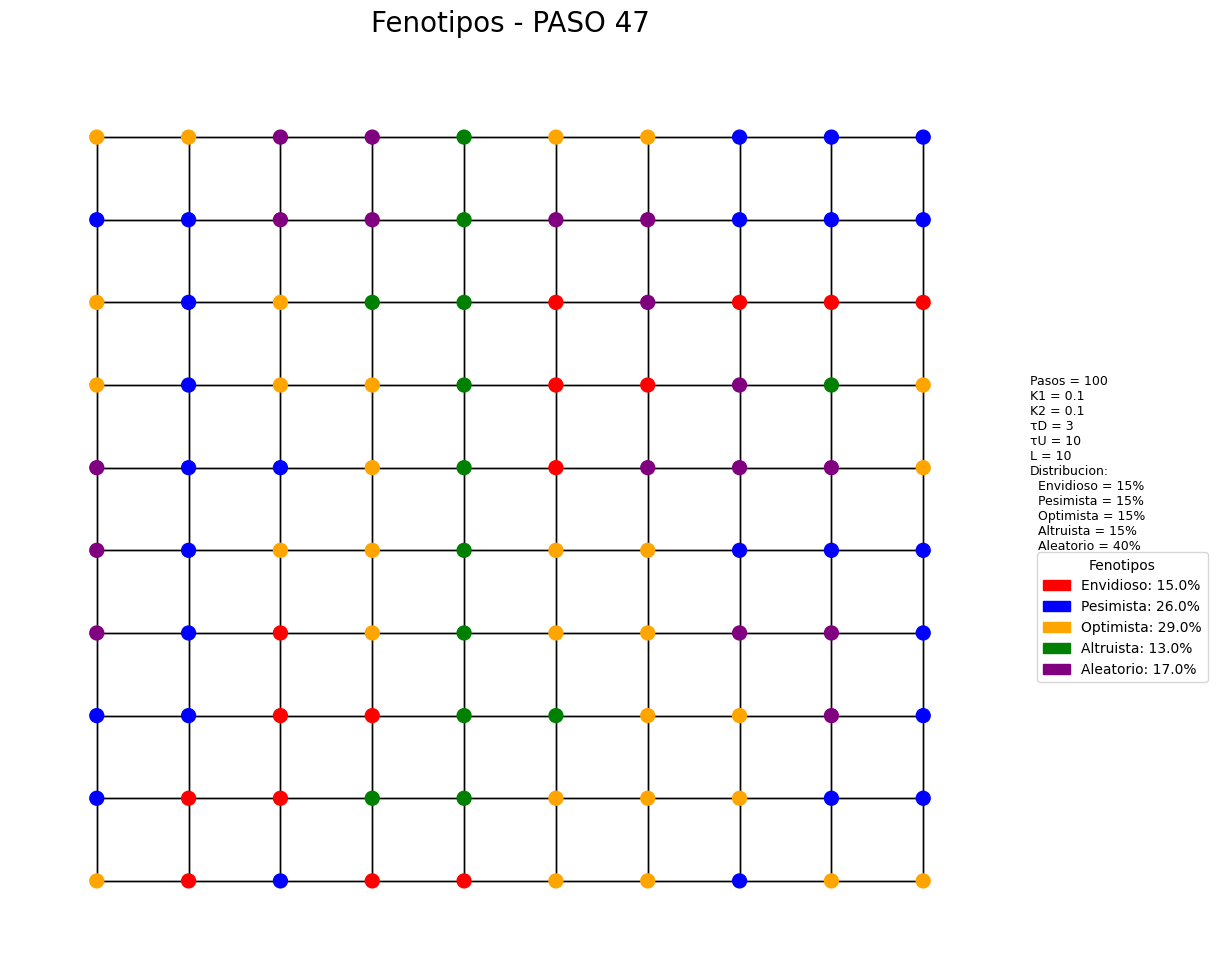 Fenotipos - PASO 47
Pasos = 100
K1 = 0.1
K2 = 0.1
τD = 3
τU = 10
L = 10
Distribucion:
Envidioso = 15%
Pesimista = 15%
Optimista = 15%
Altruista = 15%
Aleatorio = 40%
Fenotipos
Envidioso: 15.0%
Pesimista: 26.0%
Optimista: 29.0%
Altruista: 13.0%
Aleatorio: 17.0%